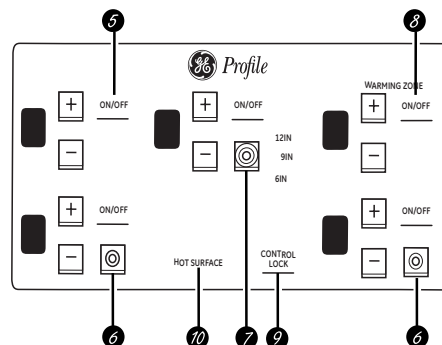 5
8
GE Profile
WARMING ZONE
+
ON/OFF
+
ON/OFF
+
ON/OFF
12IN
−
−
9IN
−
6IN
+
ON/OFF
+
ON/OFF
HOT SURFACE
CONTROL
LOCK
−
−
6
10
7
9
6